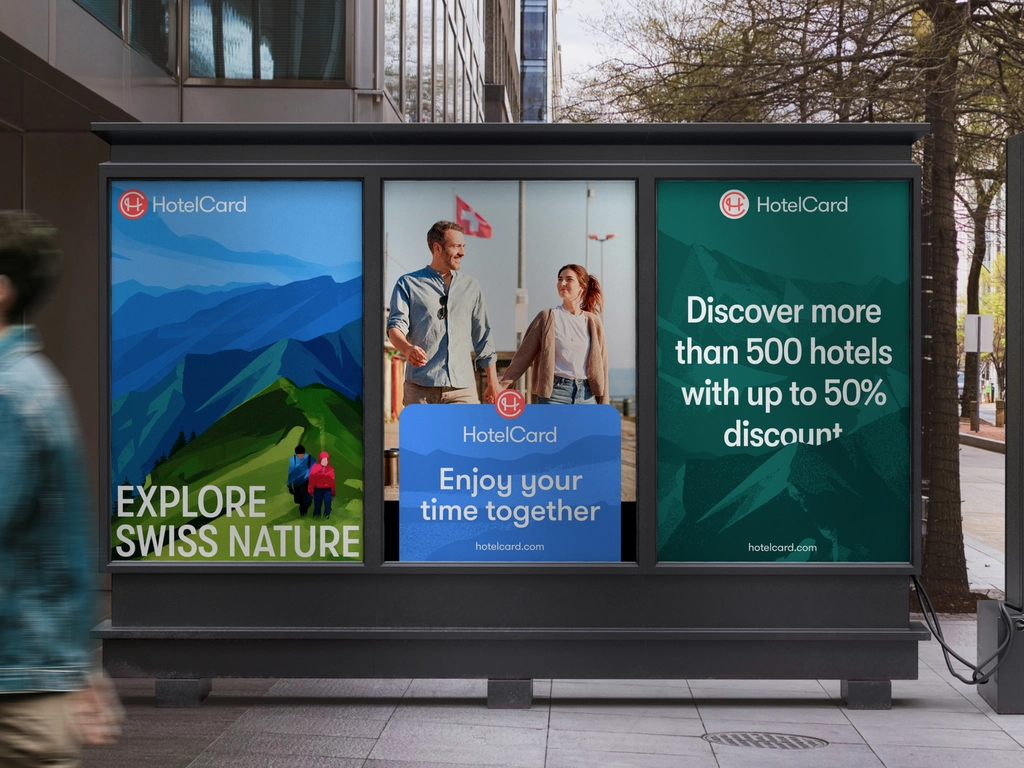 HotelCard
EXPLORE
SWISS NATURE
HotelCard
Enjoy your
time together
hotelcard.com
HotelCard
Discover more
than 500 hotels
with up to 50%
discount
hotelcard.com